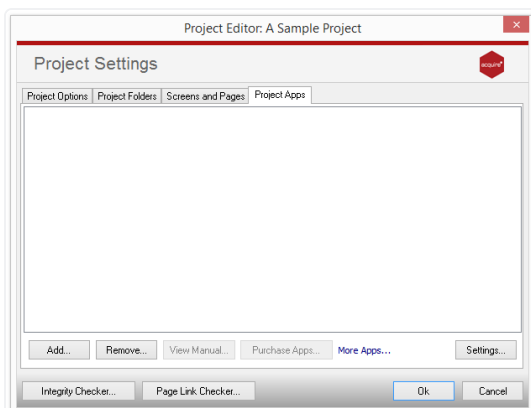 Project Editor: A Sample Project
×
Project Settings
acquire
Project Options Project Folders Screens and Pages Project Apps
Add... Remove... View Manual... Purchase Apps... More Apps... Settings...
Integrity Checker... Page Link Checker... Ok Cancel